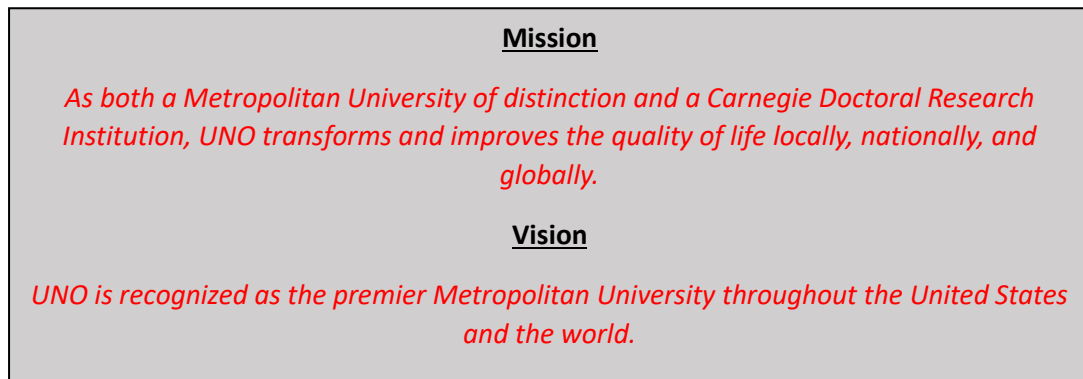 Mission
As both a Metropolitan University of distinction and a Carnegie Doctoral Research
Institution, UNO transforms and improves the quality of life locally, nationally, and
globally.
Vision
UNO is recognized as the premier Metropolitan University throughout the United States
and the world.